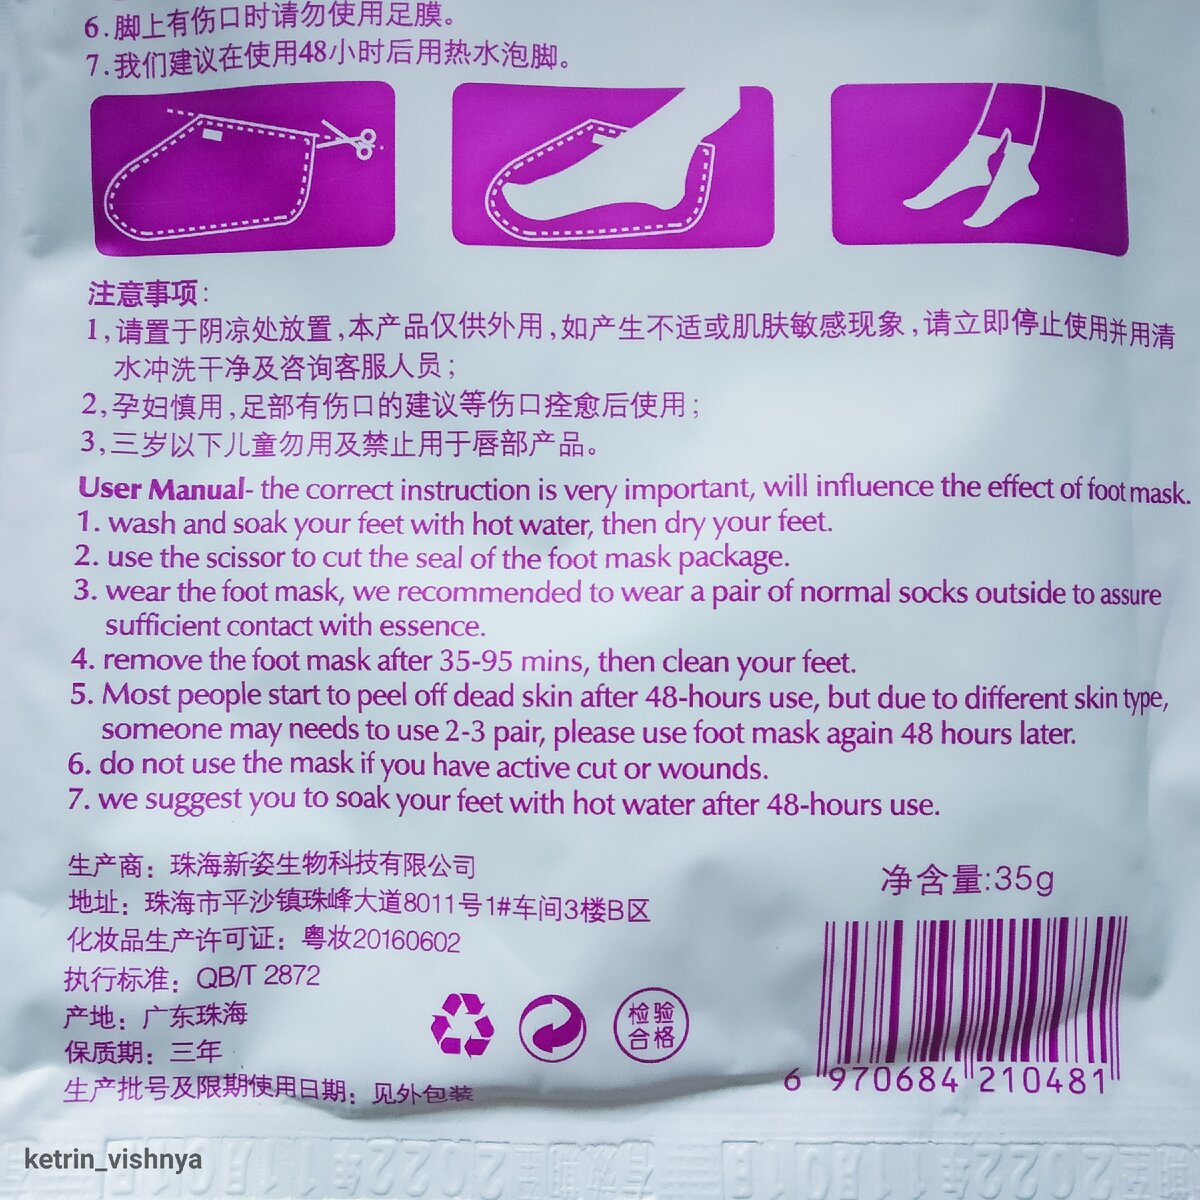 6.脚上有伤口时请勿使用足膜。
7.我们建议在使用48小时后用热水泡脚。
注意事项:
1,请置于阴凉处放置,本产品仅供外用,如产生不适或肌肤敏感现象,请立即停止使用并用清
水冲洗干净及咨询客服人员;
2,孕妇慎用,足部有伤口的建议等伤口痊愈后使用;
3,三岁以下儿童勿用及禁止用于唇部产品。
User Manual- the correct instruction is very important, will influence the effect of foot mask.
1. wash and soak your feet with hot water, then dry your feet.
2. use the scissor to cut the seal of the foot mask package.
3. wear the foot mask, we recommended to wear a pair of normal socks outside to assure
sufficient contact with essence.
4. remove the foot mask after 35-95 mins, then clean your feet.
5. Most people start to peel off dead skin after 48-hours use, but due to different skin type,
someone may needs to use 2-3 pair, please use foot mask again 48 hours later.
6. do not use the mask if you have active cut or wounds.
7. we suggest you to soak your feet with hot water after 48-hours use.
生产商：珠海新姿生物科技有限公司
地址：珠海市平沙镇珠峰大道8011号1#车间3楼B区
化妆品生产许可证：粤妆20160602
执行标准：QB/T 2872
产地：广东珠海
保质期：三年
生产批号及限期使用日期：见外包装
净含量:35g
检验
合格
6 970684 210481
ketrin_vishnya